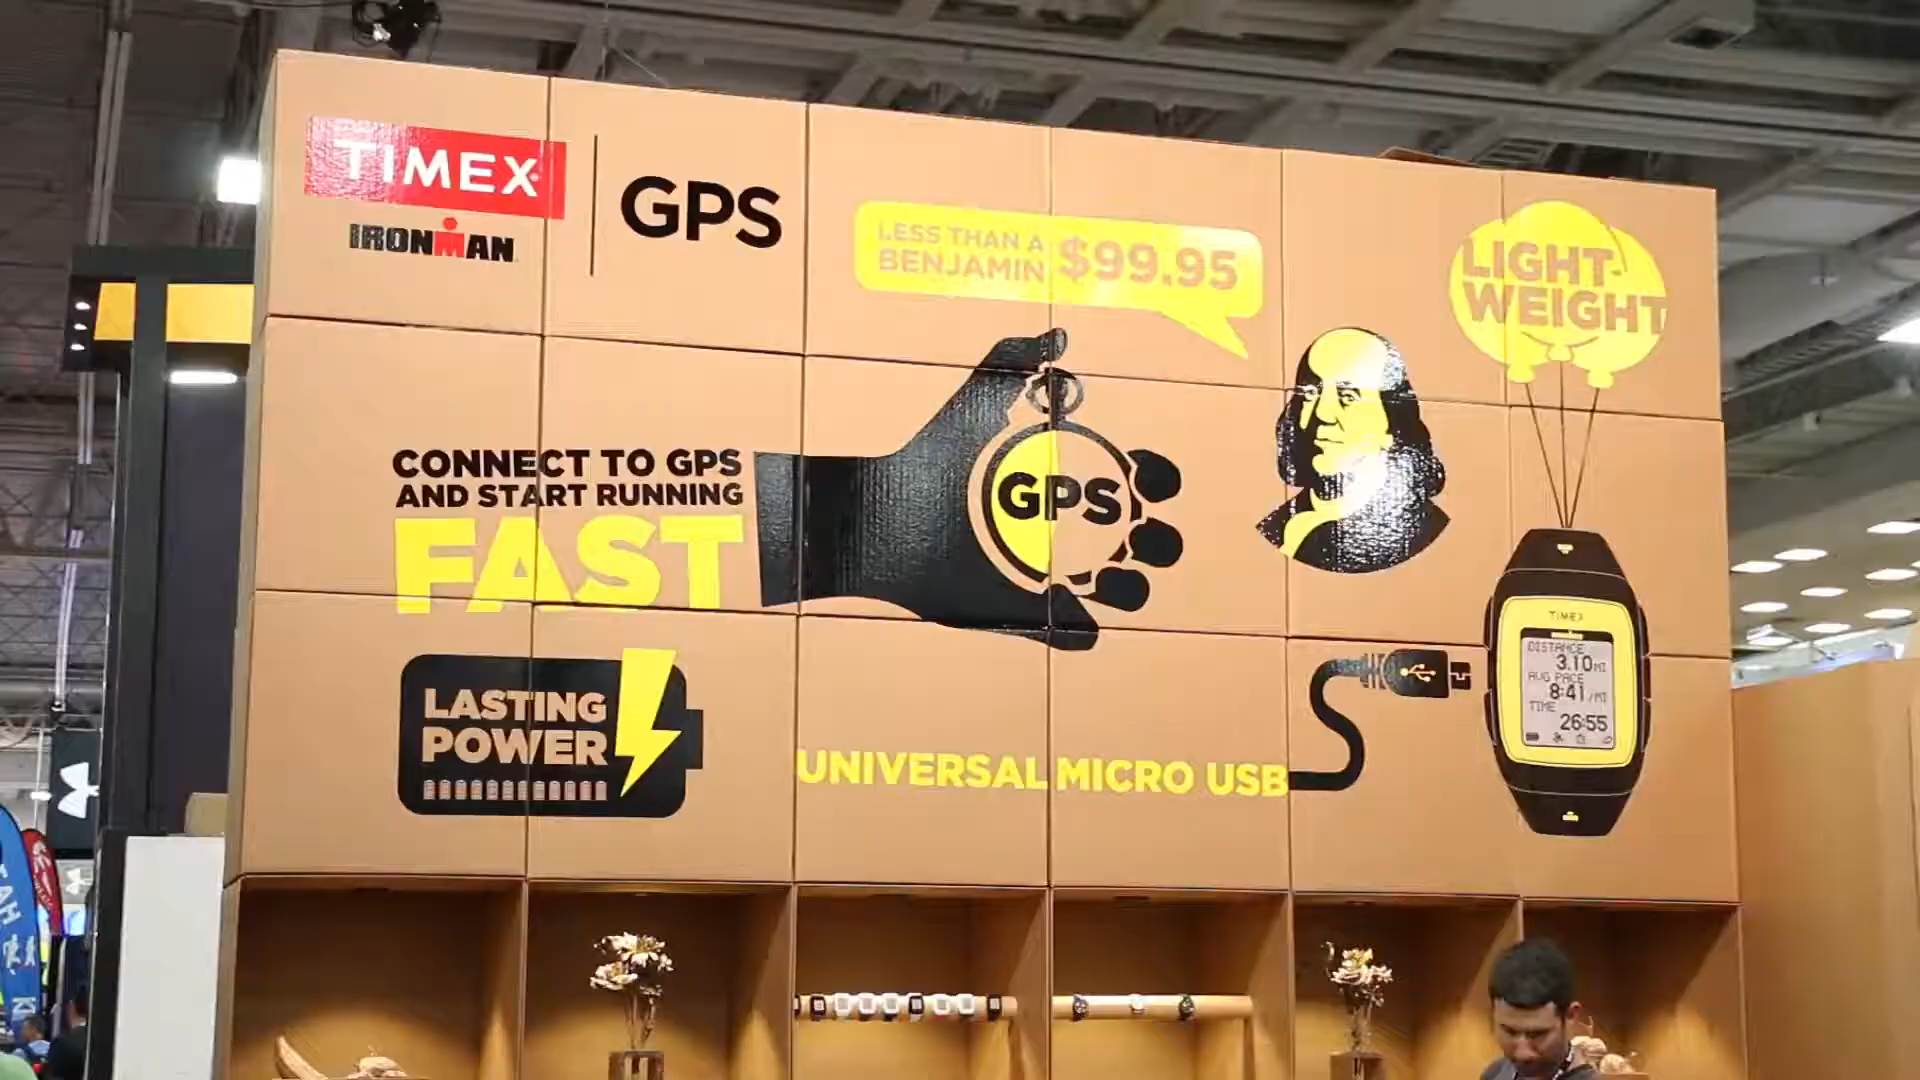 TIMEX
IRONMAN
GPS
LESS THAN A
BENJAMIN
$99.95
LIGHT-
WEIGHT
CONNECT TO GPS
AND START RUNNING
FAST
GPS
LASTING
POWER
UNIVERSAL MICRO USB
TIMEX
DISTANCE
3.10MI
AVG PACE
8:41/MI
TIME
26:55